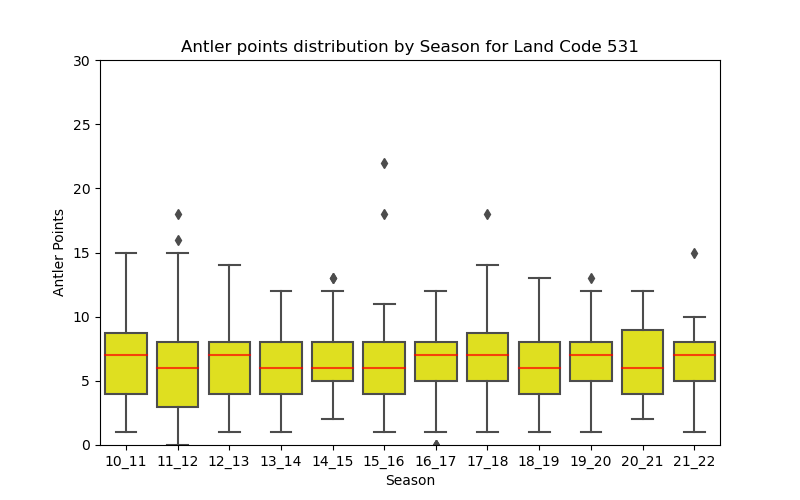 Antler points distribution by Season for Land Code 531
Antler Points
30
25
20
15
10
5
0
10_11 11_12 12_13 13_14 14_15 15_16 16_17 17_18 18_19 19_20 20_21 21_22
Season